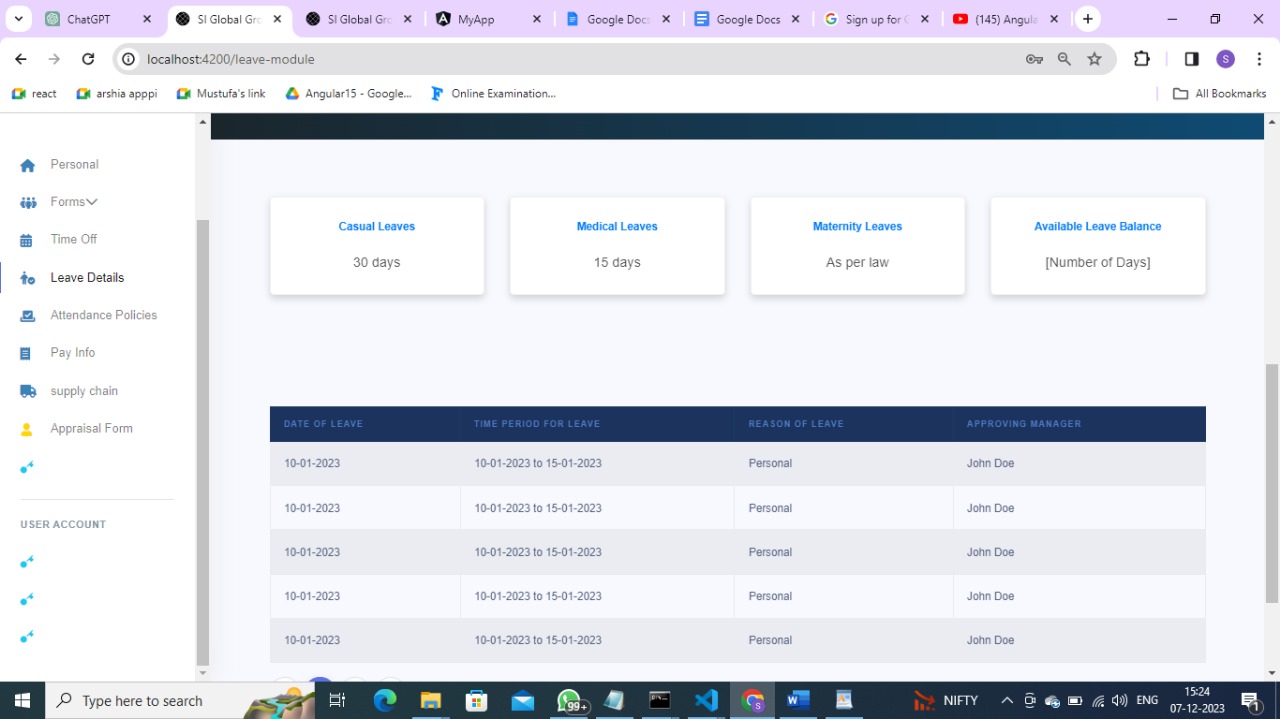 ChatGPT
SI Global Gro
SI Global Gro
MyApp
Google Docs
Google Docs
Sign up for G
(145) Angula
localhost:4200/leave-module
S
react
arshia apppi
Mustufa's link
Angular15 - Google...
Online Examination...
All Bookmarks
Personal
Forms
Time Off
Leave Details
Attendance Policies
Pay Info
supply chain
Appraisal Form
USER ACCOUNT
Casual Leaves
30 days
Medical Leaves
15 days
Maternity Leaves
As per law
Available Leave Balance
[Number of Days]
DATE OF LEAVE TIME PERIOD FOR LEAVE REASON OF LEAVE APPROVING MANAGER
10-01-2023 10-01-2023 to 15-01-2023 Personal John Doe
10-01-2023 10-01-2023 to 15-01-2023 Personal John Doe
10-01-2023 10-01-2023 to 15-01-2023 Personal John Doe
10-01-2023 10-01-2023 to 15-01-2023 Personal John Doe
10-01-2023 10-01-2023 to 15-01-2023 Personal John Doe
Type here to search
99+
NIFTY
ENG
15:24
07-12-2023
1